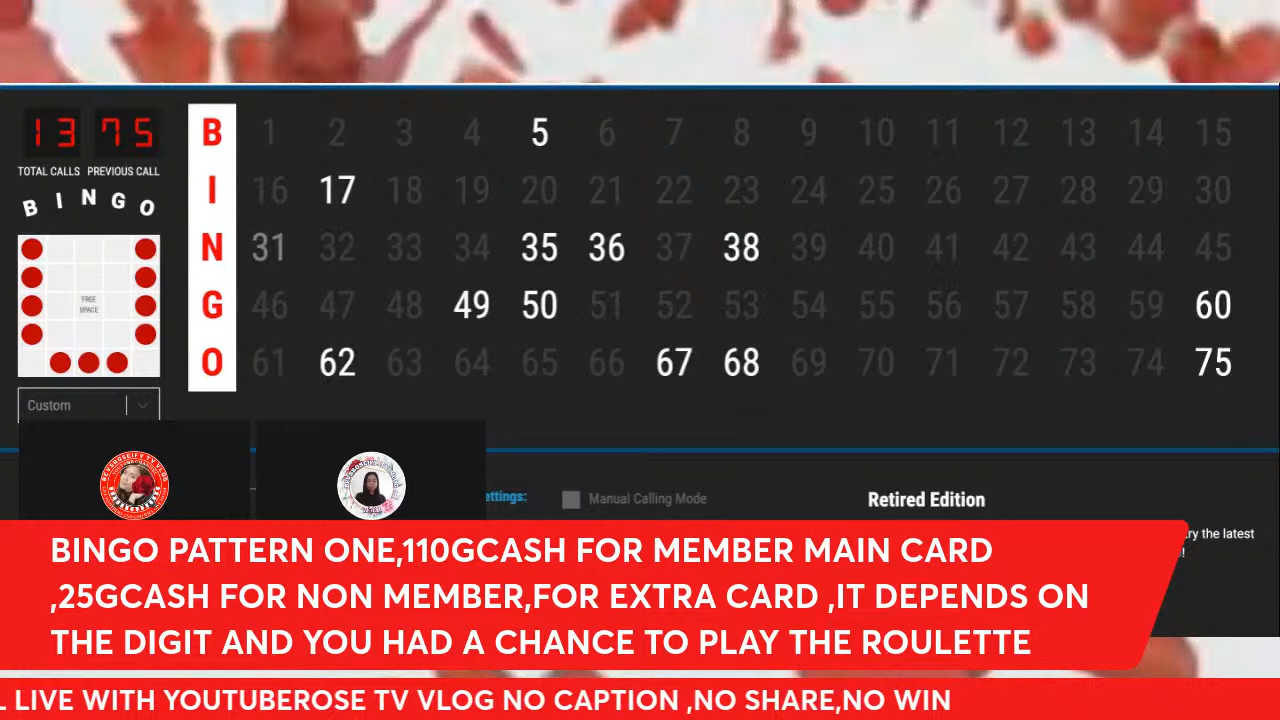 13 75
TOTAL CALLS PREVIOUS CALL
B I N G O
FREE
SPACE
Custom
B 1 2 3 4 5 6 7 8 9 10 11 12 13 14 15
I 16 17 18 19 20 21 22 23 24 25 26 27 28 29 30
N 31 32 33 34 35 36 37 38 39 40 41 42 43 44 45
G 46 47 48 49 50 51 52 53 54 55 56 57 58 59 60
O 61 62 63 64 65 66 67 68 69 70 71 72 73 74 75
ettings:
Manual Calling Mode
Retired Edition
ry the latest
BINGO PATTERN ONE,110GCASH FOR MEMBER MAIN CARD
,25GCASH FOR NON MEMBER,FOR EXTRA CARD ,IT DEPENDS ON
THE DIGIT AND YOU HAD A CHANCE TO PLAY THE ROULETTE
L LIVE WITH YOUTUBEROSE TV VLOG NO CAPTION ,NO SHARE,NO WIN